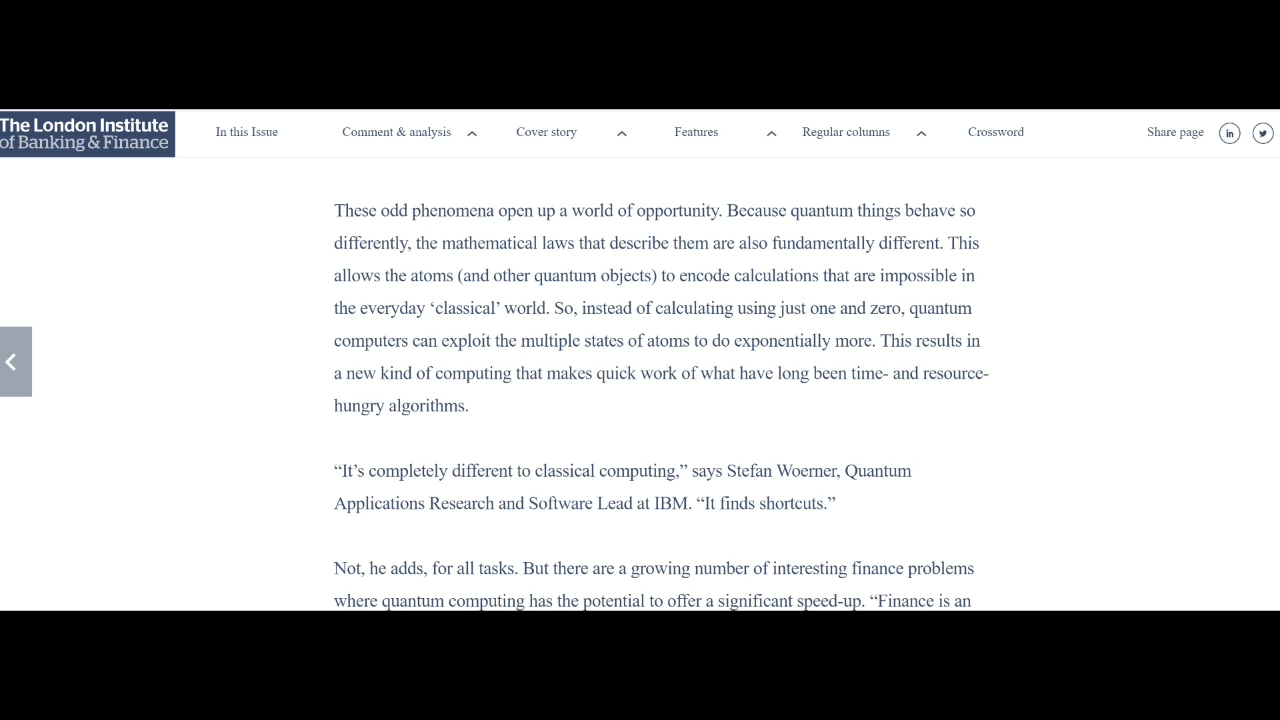 The London Institute
of Banking & Finance
In this Issue
Comment & analysis
Cover story
Features
Regular columns
Crossword
Share page
in
These odd phenomena open up a world of opportunity. Because quantum things behave so
differently, the mathematical laws that describe them are also fundamentally different. This
allows the atoms (and other quantum objects) to encode calculations that are impossible in
the everyday ‘classical’ world. So, instead of calculating using just one and zero, quantum
computers can exploit the multiple states of atoms to do exponentially more. This results in
a new kind of computing that makes quick work of what have long been time- and resource-
hungry algorithms.
“It’s completely different to classical computing,” says Stefan Woerner, Quantum
Applications Research and Software Lead at IBM. “It finds shortcuts.”
Not, he adds, for all tasks. But there are a growing number of interesting finance problems
where quantum computing has the potential to offer a significant speed-up. “Finance is an